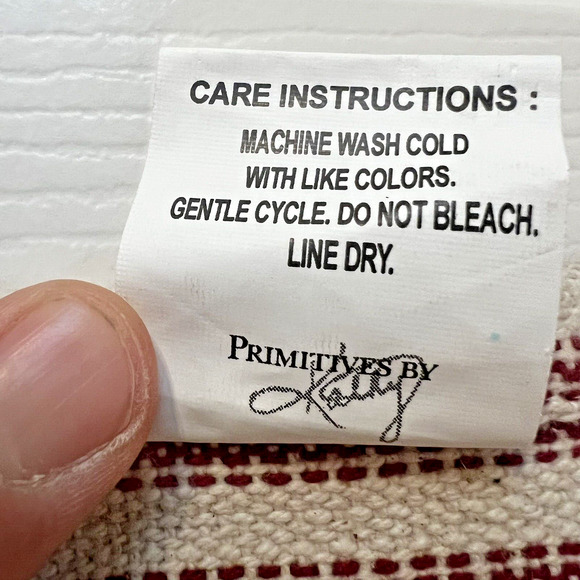 CARE INSTRUCTIONS :
MACHINE WASH COLD
WITH LIKE COLORS.
GENTLE CYCLE. DO NOT BLEACH.
LINE DRY.
PRIMITIVES BY
Kathy